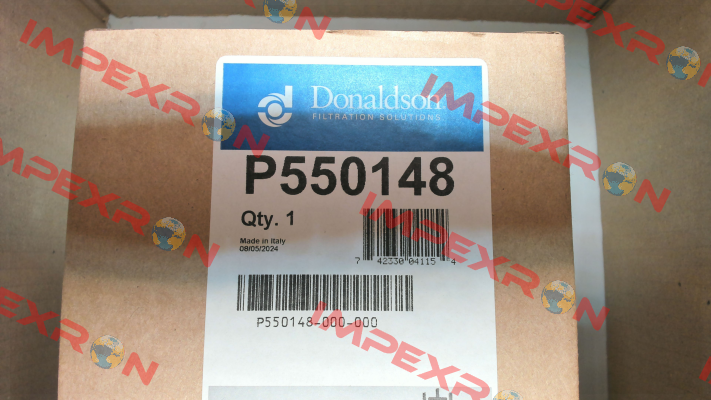 Donaldson.
FILTRATION SOLUTIONS
P550148
Qty. 1
Made in Italy
08/05/2024
7 42330 04115 4
P550148-000-000
IMPEXRON
IMPEXRON
IMPEXRON
IMPEXRON
IMPEXRON
IMPEXRON
IMPEXRON